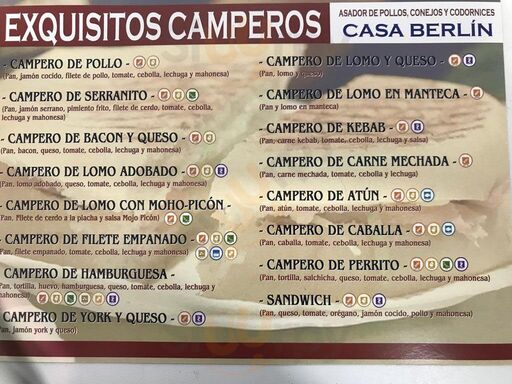 EXQUISITOS CAMPEROS
ASADOR DE POLLOS, CONEJOS Y CODORNICES
CASA BERLÍN
- CAMPERO DE POLLO -
(Pan, jamón cocido, filete de pollo, tomate, cebolla, lechuga y mahonesa)
- CAMPERO DE SERRANITO -
(Pan, jamón serrano, pimiento frito, filete de cerdo, tomate, cebolla,
lechuga y mahonesa)
- CAMPERO DE BACON Y QUESO -
(Pan, bacon, queso, tomate, cebolla, lechuga y mahonesa)
- CAMPERO DE LOMO ADOBADO -
(Pan, lomo adobado, queso, tomate, cebolla, lechuga y mahonesa)
- CAMPERO DE LOMO CON MOHO-PICÓN -
(Pan, Filete de cerdo a la placha y salsa Mojo Picón)
- CAMPERO DE FILETE EMPANADO -
(Pan, filete empanado, tomate, cebolla, lechuga y mahonesa)
CAMPERO DE HAMBURGUESA -
(Pan, tortilla, huevo, hamburguesa, queso, tomate, cebolla, lechuga y
mahonesa)
- CAMPERO DE YORK Y QUESO -
(Pan, jamón york y queso)
- CAMPERO DE LOMO Y QUESO -
(Pan, lomo y queso)
- CAMPERO DE LOMO EN MANTECA -
(Pan y lomo en manteca)
- CAMPERO DE KEBAB -
(Pan, carne kebab, tomate, cebolla, lechuga y salsa)
- CAMPERO DE CARNE MECHADA -
(Pan, carne mechada, tomate, cebolla y lechuga)
- CAMPERO DE ATÚN -
(Pan, atún, tomate, cebolla, lechuga y mahonesa)
- CAMPERO DE CABALLA -
(Pan, caballa, tomate, cebolla, lechuga y mahonesa)
- CAMPERO DE PERRITO -
(Pan, tortilla, salchicha, queso, tomate, cebolla, lechuga y mahonesa)
- SANDWICH -
(Pan, queso, tomate, orégano, jamón cocido, pollo y mahonesa)